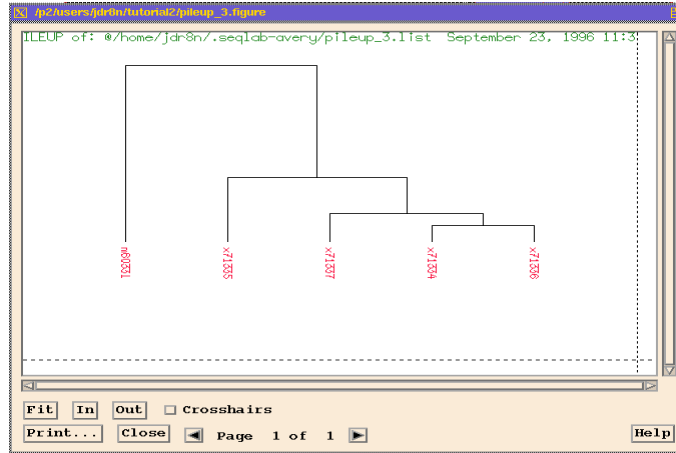 /p2/users/jdr8n/tutorial2/pileup_3.figure
ILEUP of: @/home/jdr8n/.seqlab-avery/pileup_3.list September 23, 1996 11:3
m80331 x71335 x71337 x71334 x71336
Fit In Out Crosshairs
Print... Close Page 1 of 1 Help